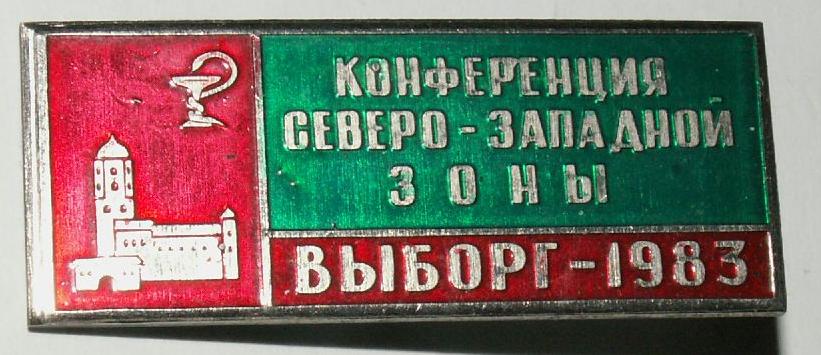 КОНФЕРЕНЦИЯ
СЕВЕРО - ЗАПАДНОЙ
ЗОНЫ
ВЫБОРГ - 1983